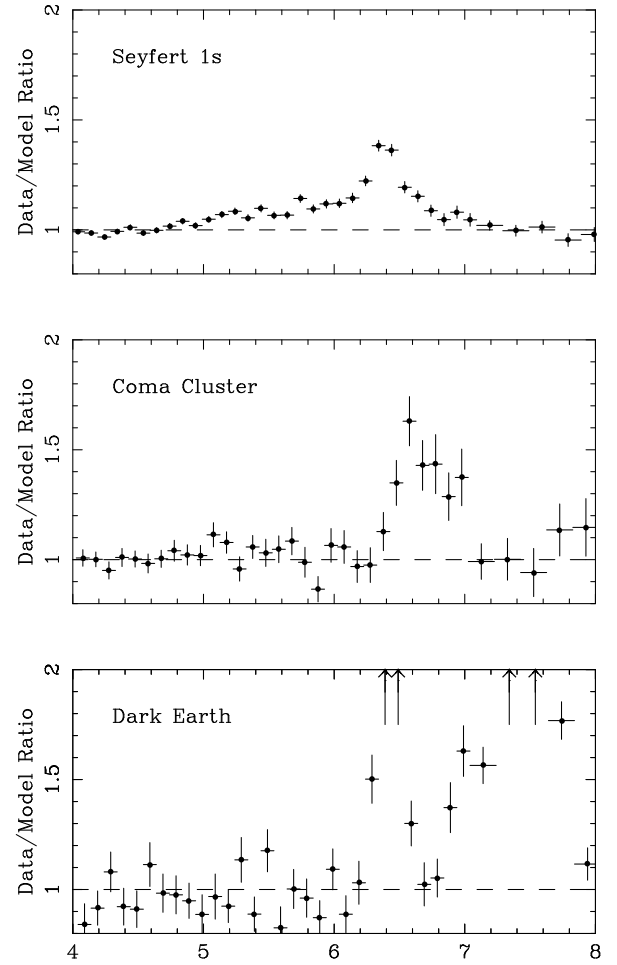 2
Seyfert 1s
1.5
Data/Model Ratio
1
2
Coma Cluster
1.5
Data/Model Ratio
1
2
Dark Earth
1.5
Data/Model Ratio
1
4 5 6 7 8